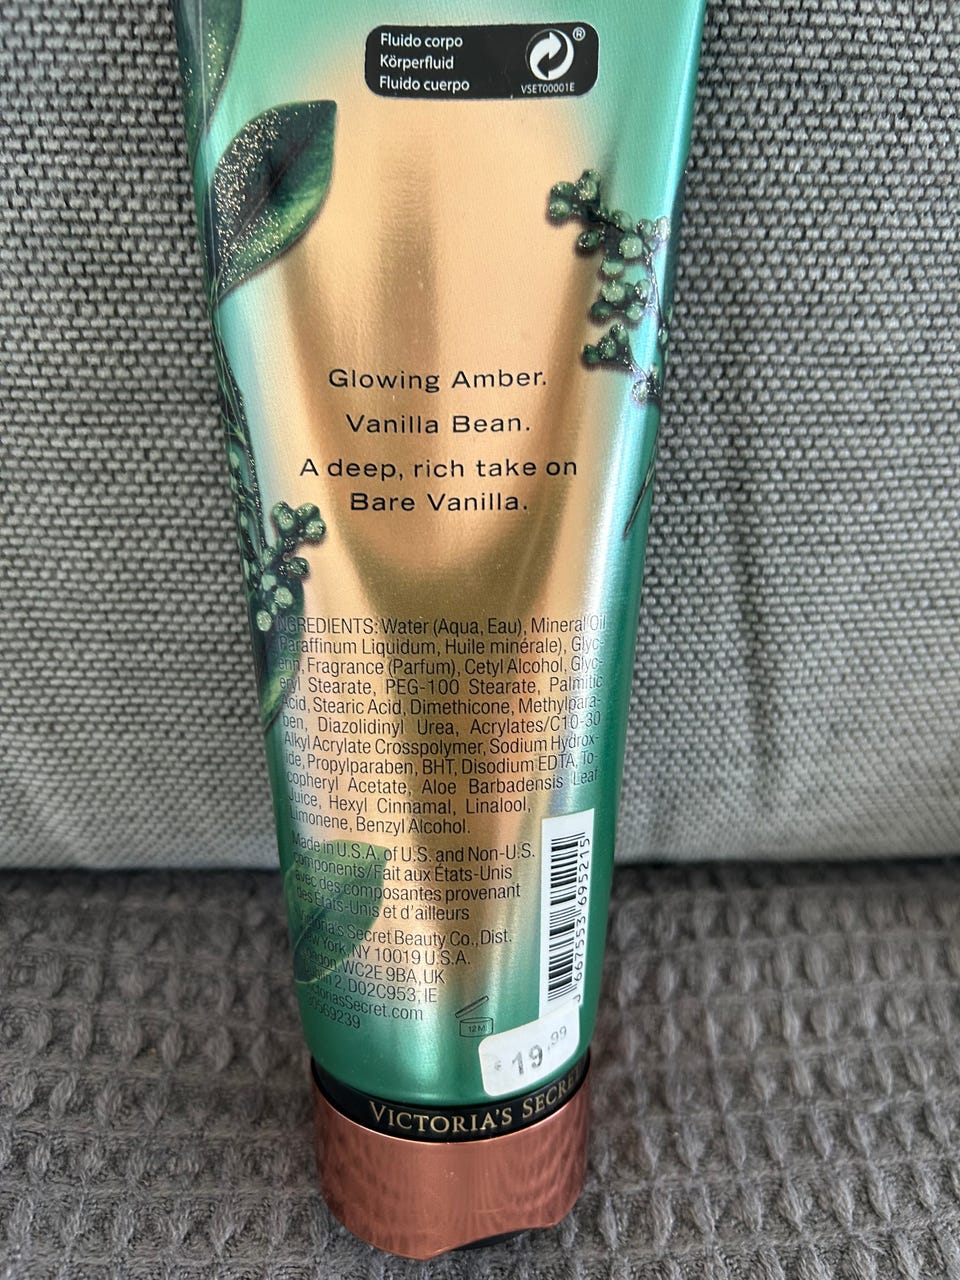 Fluido corpo
Körperfluid
Fluido cuerpo
®
VSET00001E
Glowing Amber.
Vanilla Bean.
A deep, rich take on
Bare Vanilla.
INGREDIENTS: Water (Aqua, Eau), Mineral Oil
(Paraffinum Liquidum, Huile minérale), Glyc-
erin, Fragrance (Parfum), Cetyl Alcohol, Glyc-
eryl Stearate, PEG-100 Stearate, Palmitic
Acid, Stearic Acid, Dimethicone, Methylpara-
ben, Diazolidinyl Urea, Acrylates/C10-30
Alkyl Acrylate Crosspolymer, Sodium Hydrox-
ide, Propylparaben, BHT, Disodium EDTA, To-
copheryl Acetate, Aloe Barbadensis Leaf
Juice, Hexyl Cinnamal, Linalool,
Limonene, Benzyl Alcohol.
Made in U.S.A. of U.S. and Non-U.S.
components/Fait aux États-Unis
avec des composantes provenant
des États-Unis et d'ailleurs
Victoria's Secret Beauty Co., Dist.
New York, NY 10019 U.S.A.
London, WC2E 9BA, UK
Dublin 2, D02C953, IE
VictoriasSecret.com
12M
667553 695215
€ 19.99
VICTORIA'S SECRET